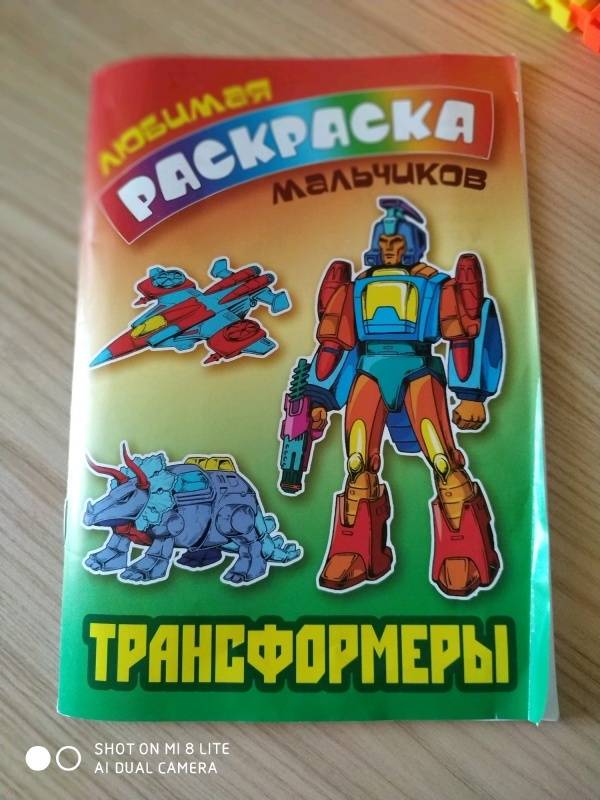 Любимая
РАСКРАСКА
мальчиков
ТРАНСФОРМЕРЫ
SHOT ON MI 8 LITE
AI DUAL CAMERA